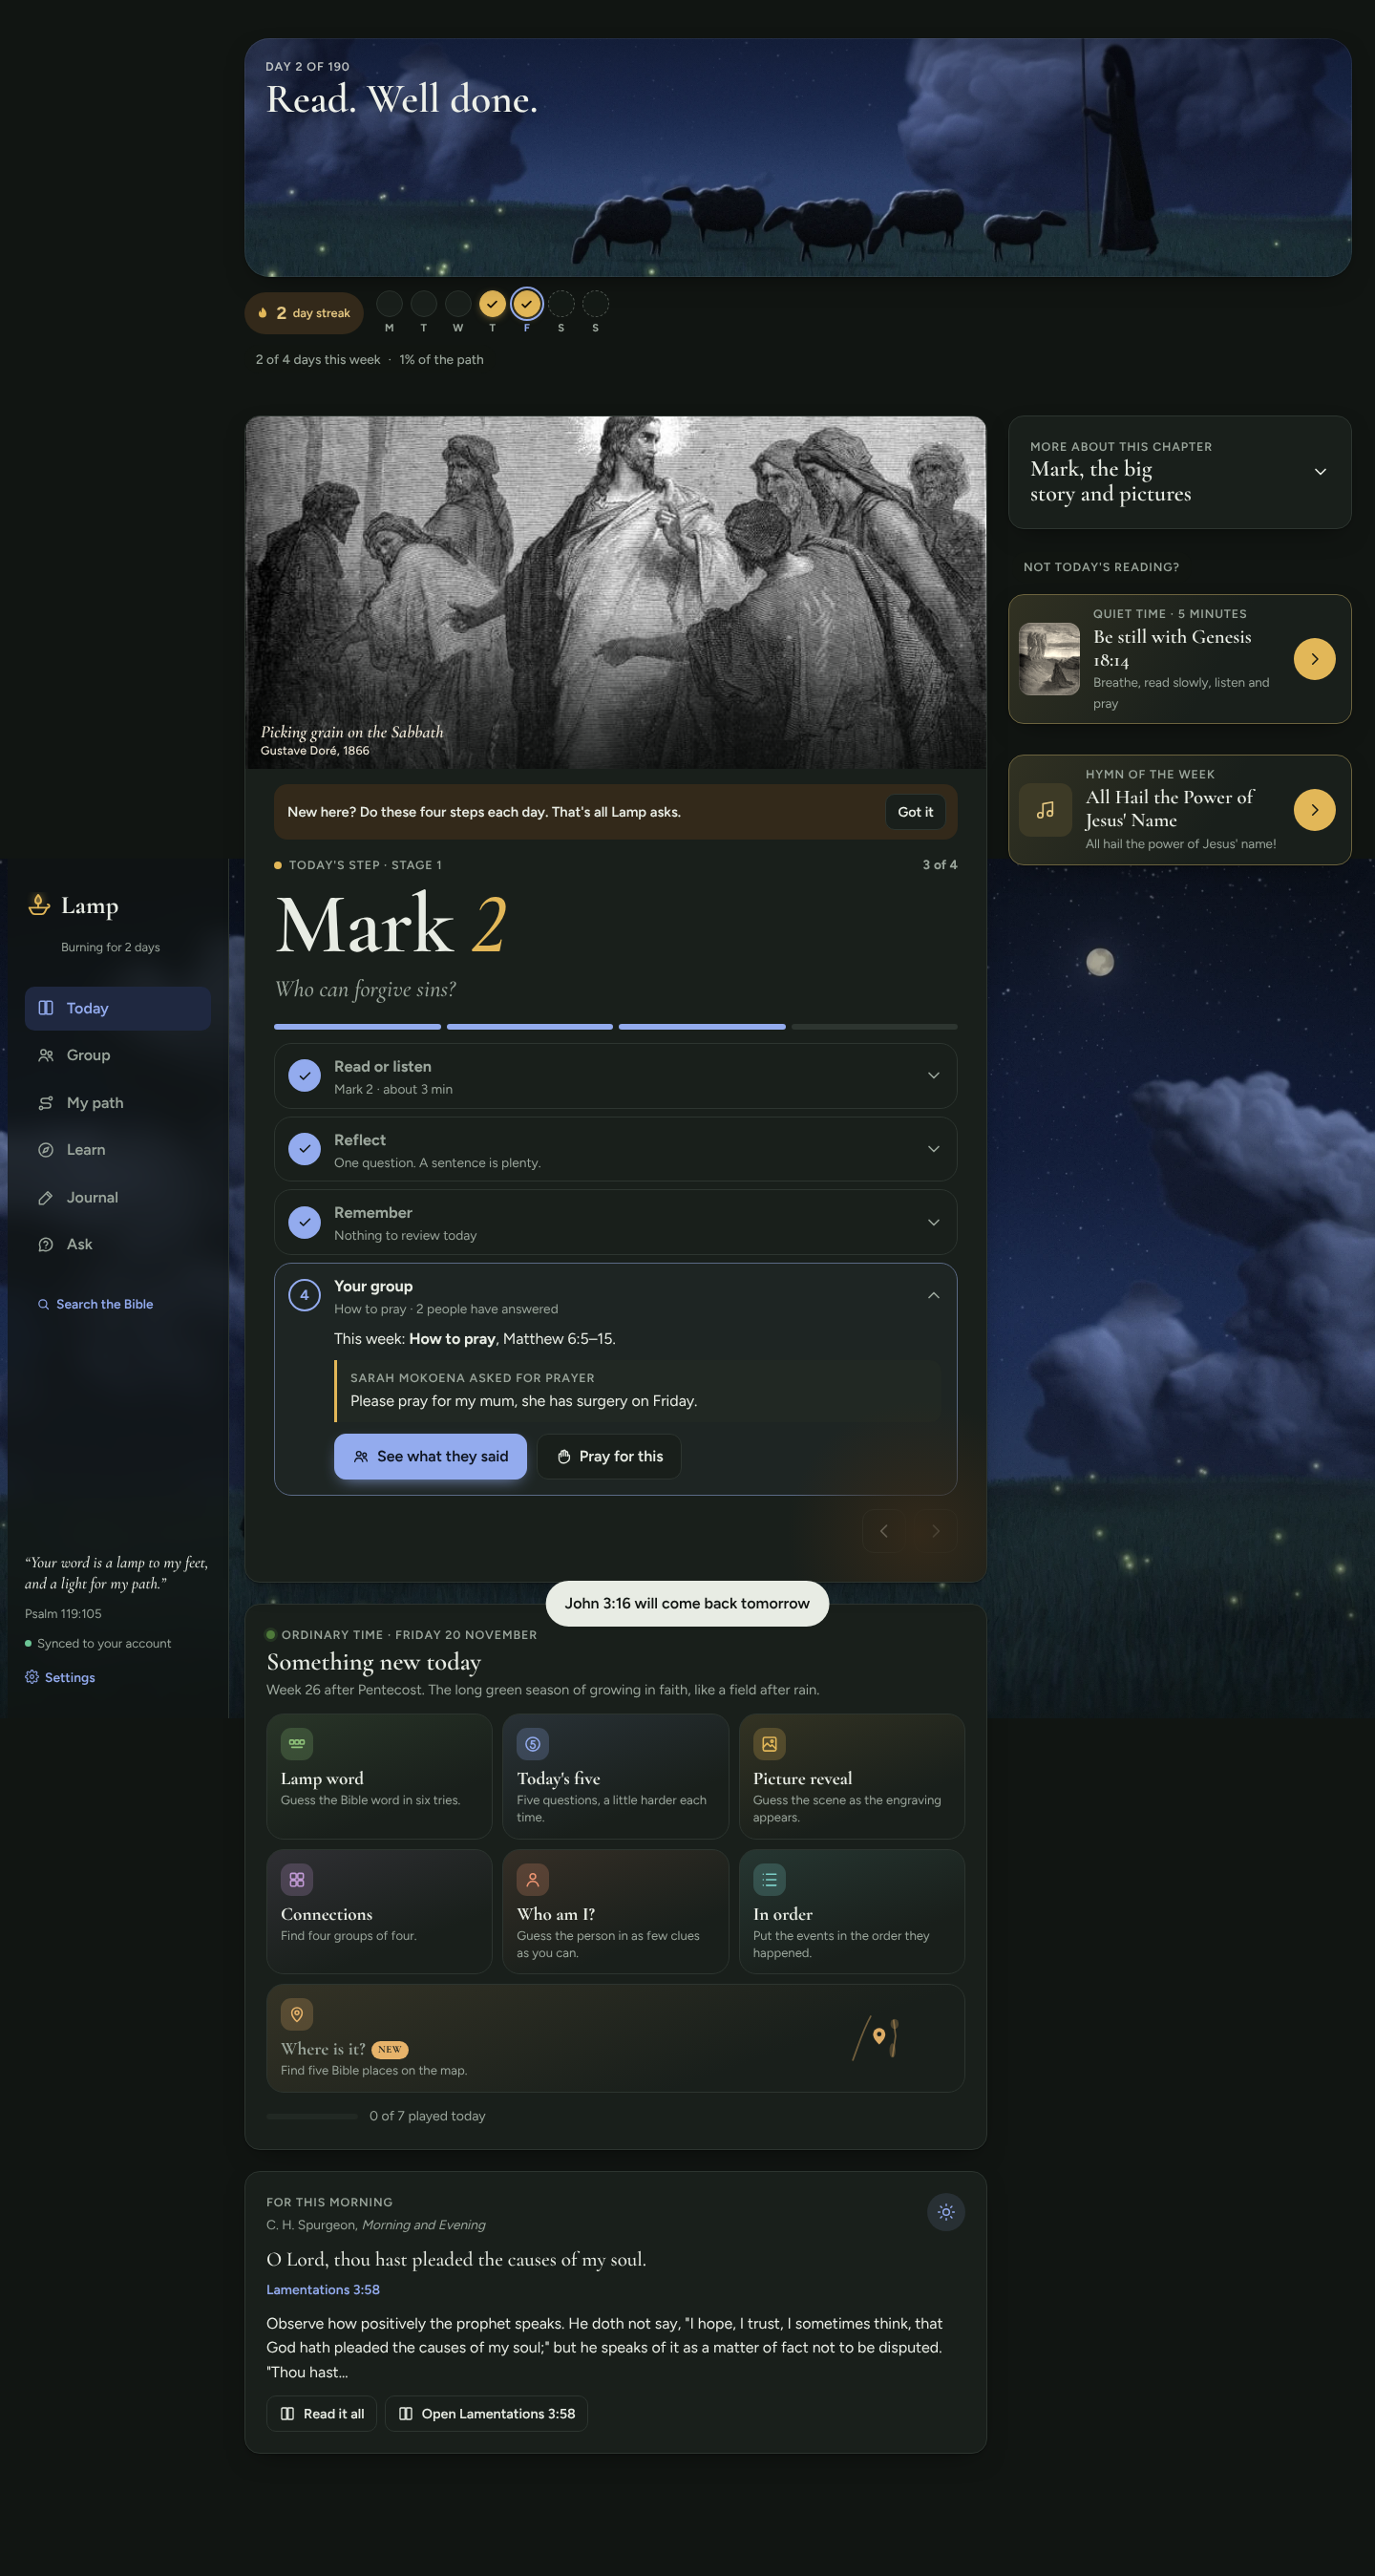 DAY 2 OF 190
Read. Well done.
2 day streak
M T W T F S S
2 of 4 days this week · 1% of the path
Picking grain on the Sabbath
Gustave Doré, 1866
New here? Do these four steps each day. That's all Lamp asks.
Got it
TODAY'S STEP · STAGE 1
3 of 4
Mark 2
Who can forgive sins?
Read or listen
Mark 2 · about 3 min
Reflect
One question. A sentence is plenty.
Remember
Nothing to review today
4
Your group
How to pray · 2 people have answered
This week: How to pray, Matthew 6:5–15.
SARAH MOKOENA ASKED FOR PRAYER
Please pray for my mum, she has surgery on Friday.
See what they said
Pray for this
MORE ABOUT THIS CHAPTER
Mark, the big
story and pictures
NOT TODAY'S READING?
QUIET TIME · 5 MINUTES
Be still with Genesis
18:14
Breathe, read slowly, listen and
pray
HYMN OF THE WEEK
All Hail the Power of
Jesus' Name
All hail the power of Jesus' name!
Lamp
Burning for 2 days
Today
Group
My path
Learn
Journal
Ask
Search the Bible
“Your word is a lamp to my feet,
and a light for my path.”
Psalm 119:105
Synced to your account
Settings
John 3:16 will come back tomorrow
ORDINARY TIME · FRIDAY 20 NOVEMBER
Something new today
Week 26 after Pentecost. The long green season of growing in faith, like a field after rain.
Lamp word
Guess the Bible word in six tries.
5
Today's five
Five questions, a little harder each
time.
Picture reveal
Guess the scene as the engraving
appears.
Connections
Find four groups of four.
Who am I?
Guess the person in as few clues
as you can.
In order
Put the events in the order they
happened.
Where is it? NEW
Find five Bible places on the map.
0 of 7 played today
FOR THIS MORNING
C. H. Spurgeon, Morning and Evening
O Lord, thou hast pleaded the causes of my soul.
Lamentations 3:58
Observe how positively the prophet speaks. He doth not say, "I hope, I trust, I sometimes think, that
God hath pleaded the causes of my soul;" but he speaks of it as a matter of fact not to be disputed.
"Thou hast...
Read it all
Open Lamentations 3:58